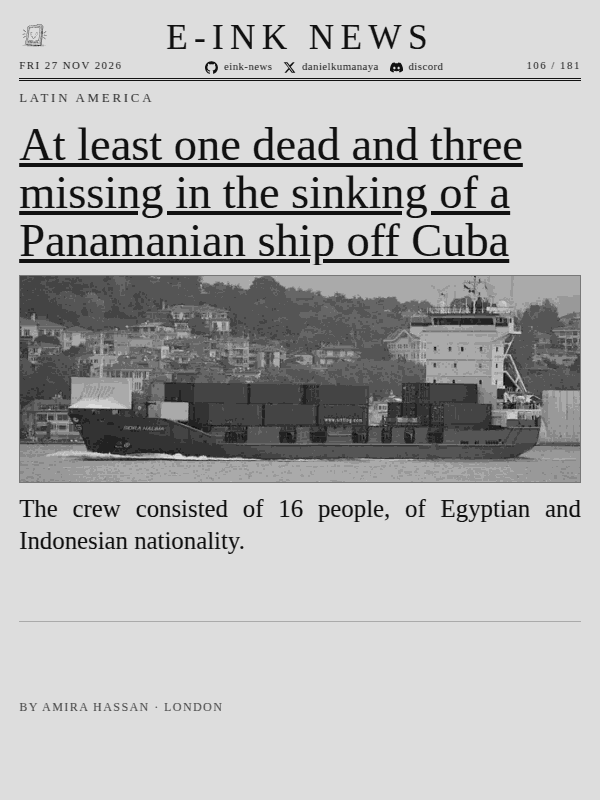 E-INK NEWS
FRI 27 NOV 2026
eink-news danielkumanaya discord
106 / 181
LATIN AMERICA
At least one dead and three
missing in the sinking of a
Panamanian ship off Cuba
The crew consisted of 16 people, of Egyptian and
Indonesian nationality.
BY AMIRA HASSAN · LONDON